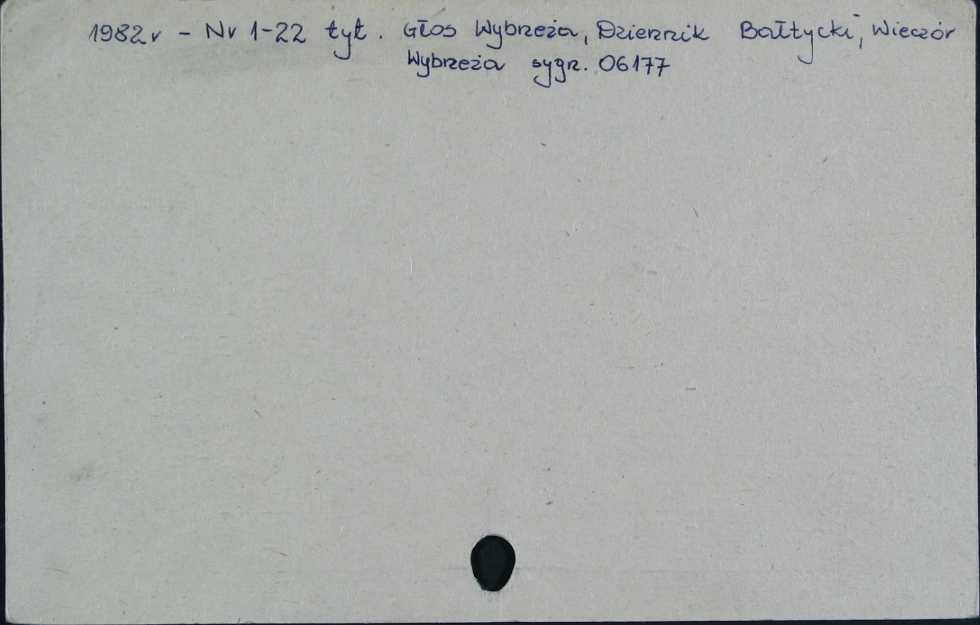 1982r - Nr 1-22 tyt. Głos Wybrzeża, Dziennik Bałtycki, Wieczór
Wybrzeża sygn. 06177